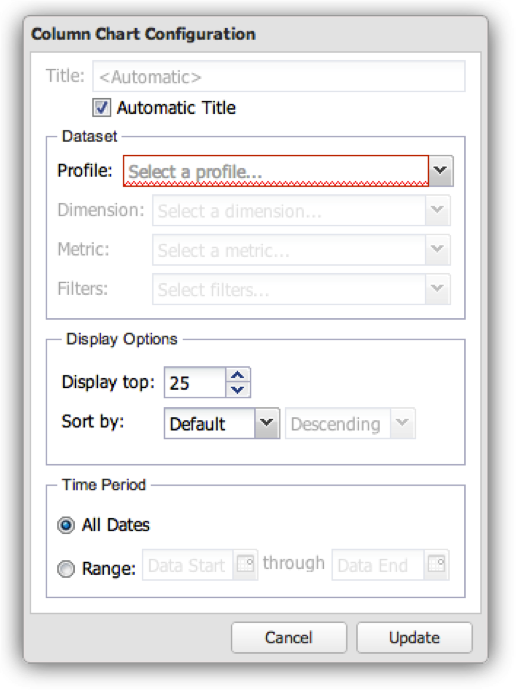 Column Chart Configuration
Title: <Automatic>
Automatic Title
Dataset
Profile: Select a profile...
Dimension: Select a dimension...
Metric: Select a metric...
Filters: Select filters...
Display Options
Display top: 25
Sort by: Default Descending
Time Period
All Dates
Range: Data Start through Data End
Cancel Update